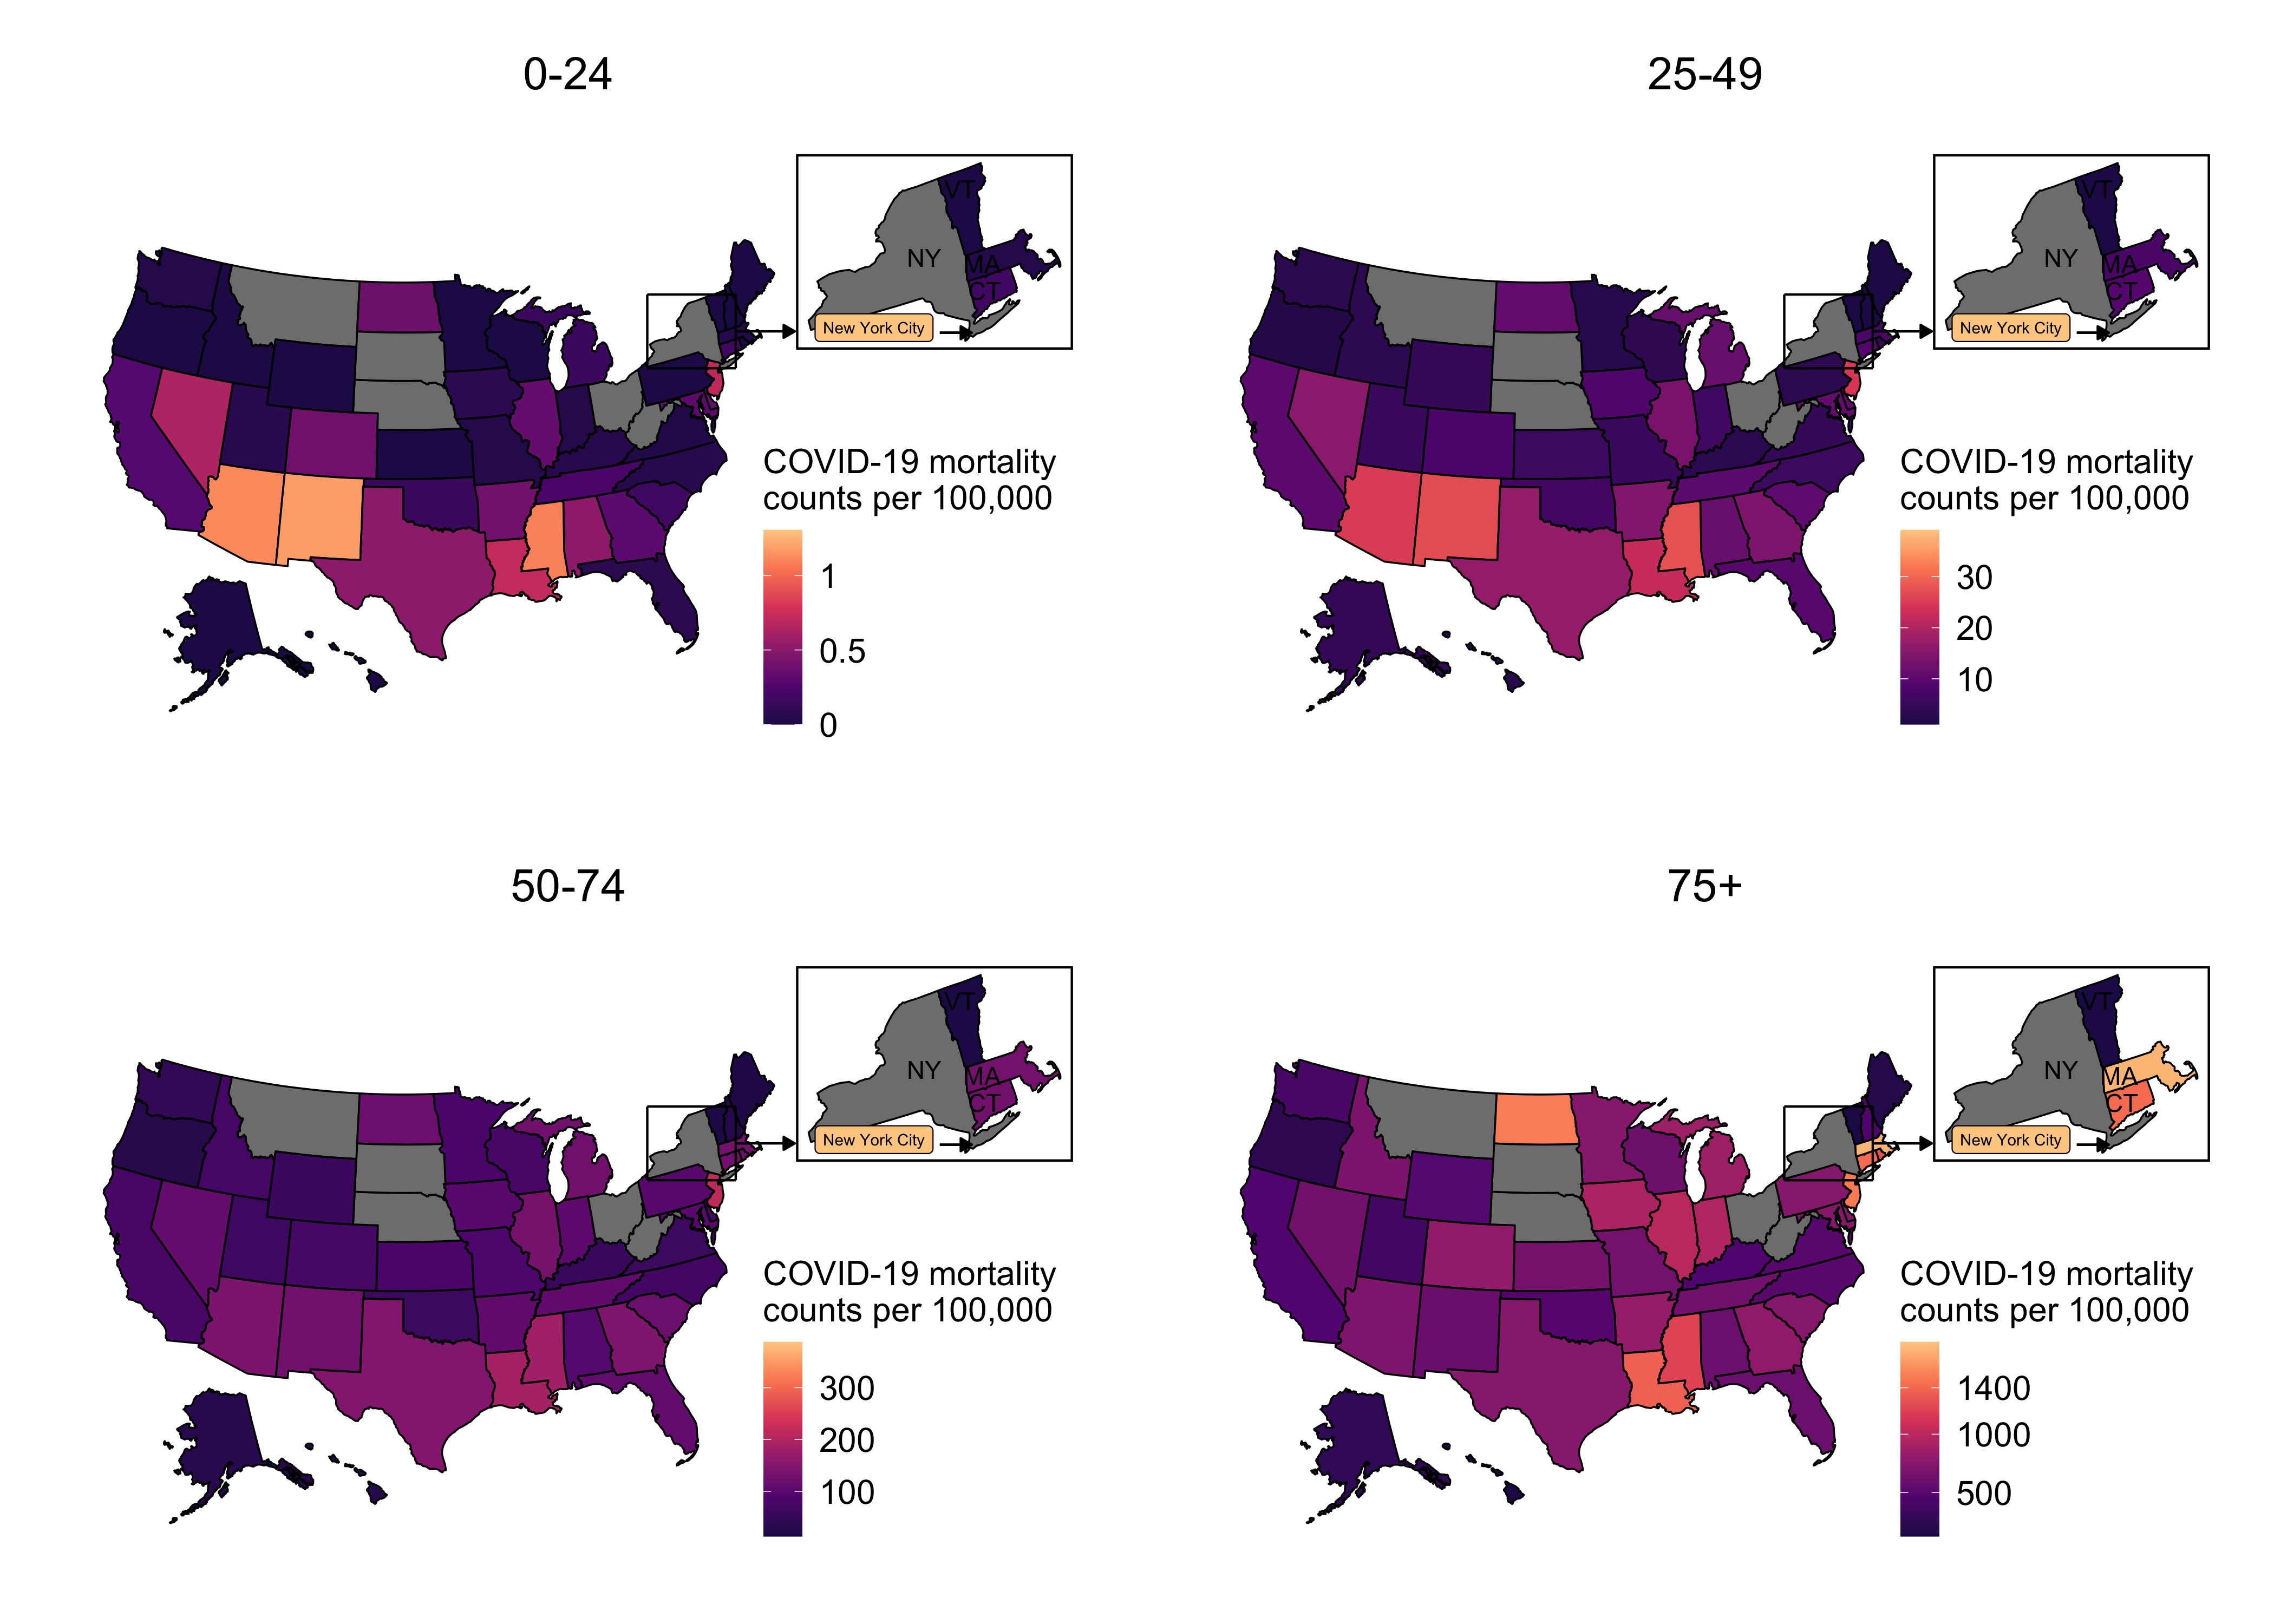 0-24
VT
NY
MA
CT
New York City
COVID-19 mortality
counts per 100,000
1
0.5
0
25-49
VT
NY
MA
CT
New York City
COVID-19 mortality
counts per 100,000
30
20
10
50-74
VT
NY
MA
CT
New York City
COVID-19 mortality
counts per 100,000
300
200
100
75+
VT
NY
MA
CT
New York City
COVID-19 mortality
counts per 100,000
1400
1000
500